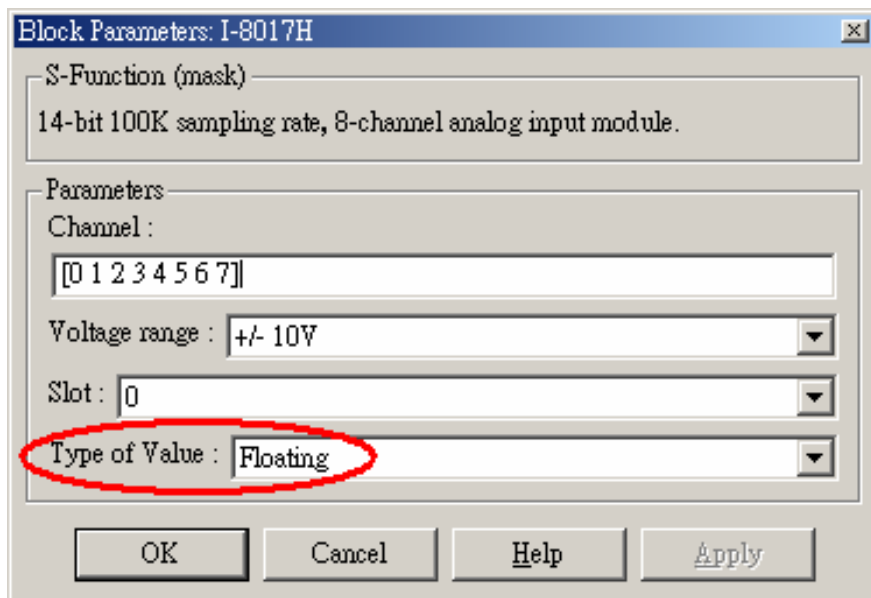 Block Parameters: I-8017H
S-Function (mask)
14-bit 100K sampling rate, 8-channel analog input module.
Parameters
Channel :
[0 1 2 3 4 5 6 7]
Voltage range : +/- 10V
Slot : 0
Type of Value : Floating
OK Cancel Help Apply